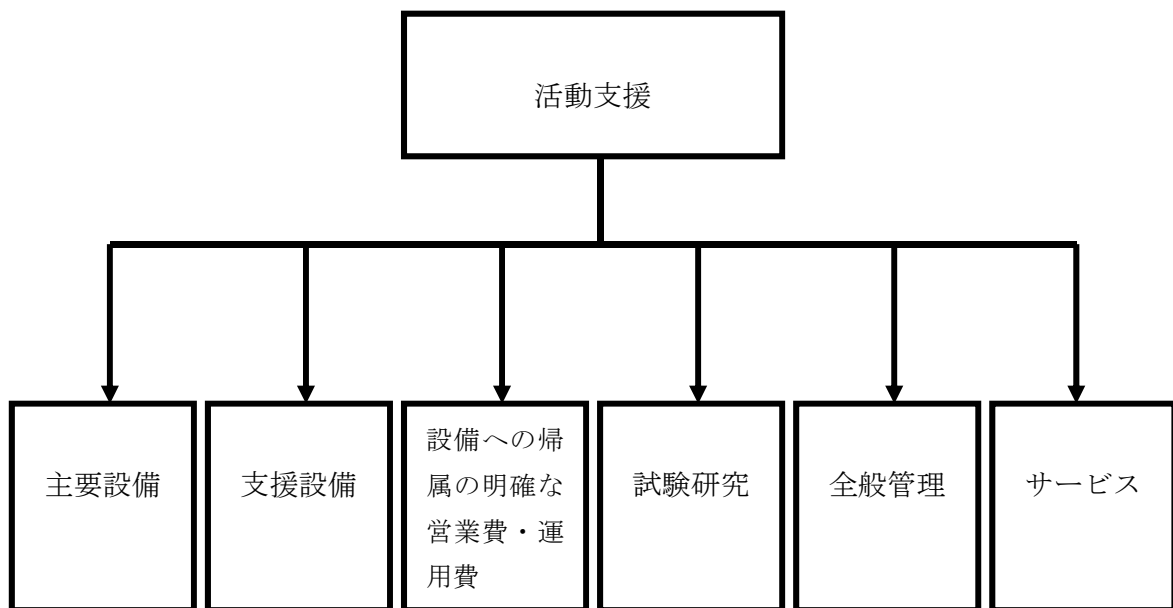 活動支援
主要設備
支援設備
設備への帰
属の明確な
営業費・運
用費
試験研究
全般管理
サービス